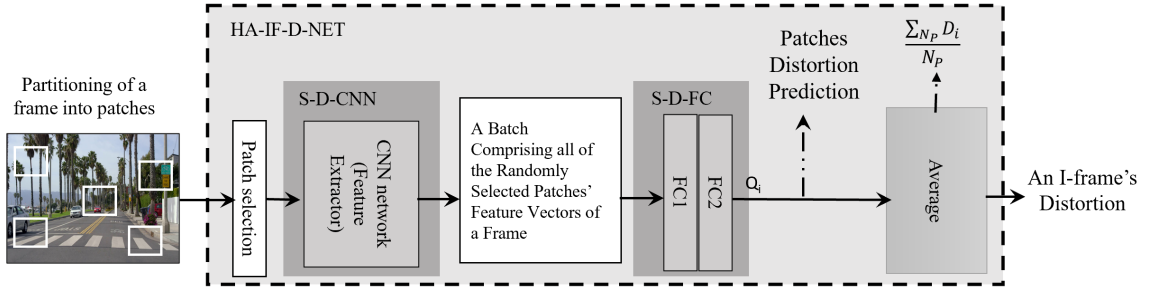 HA-IF-D-NET
Partitioning of a
frame into patches
Patch selection
S-D-CNN
CNN network
(Feature
Extractor)
A Batch
Comprising all of
the Randomly
Selected Patches’
Feature Vectors of
a Frame
S-D-FC
FC1
FC2
Qi
Patches
Distortion
Prediction
∑NP Di
NP
Average
An I-frame’s
Distortion